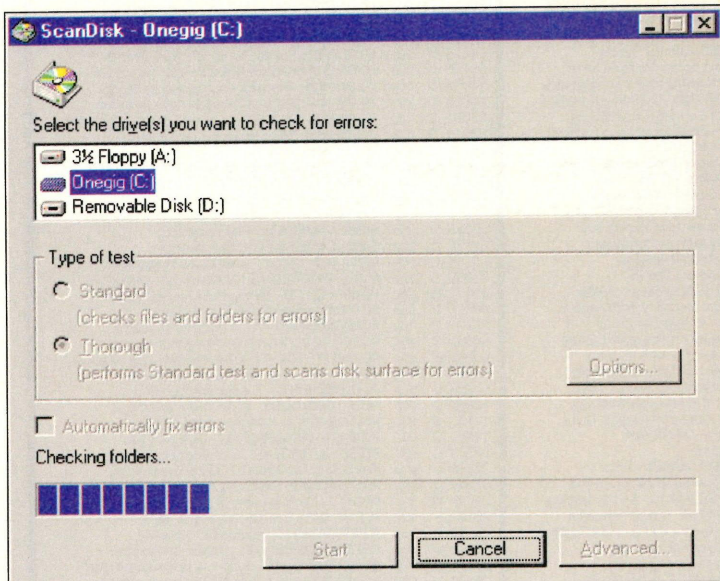 ScanDisk - Onegig (C:)
Select the drive(s) you want to check for errors:
3½ Floppy (A:)
Onegig (C:)
Removable Disk (D:)
Type of test
Standard
(checks files and folders for errors)
Thorough
(performs Standard test and scans disk surface for errors)
Options...
Automatically fix errors
Checking folders...
Start
Cancel
Advanced...